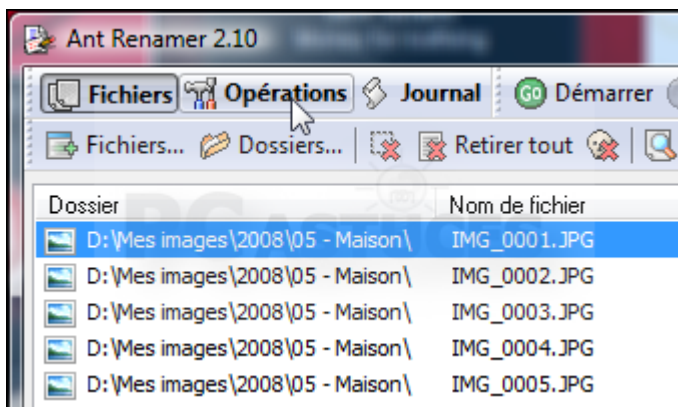 Ant Renamer 2.10
Fichiers Opérations Journal Démarrer
Fichiers... Dossiers... Retirer tout
Dossier Nom de fichier
D:\Mes images\2008\05 - Maison\ IMG_0001.JPG
D:\Mes images\2008\05 - Maison\ IMG_0002.JPG
D:\Mes images\2008\05 - Maison\ IMG_0003.JPG
D:\Mes images\2008\05 - Maison\ IMG_0004.JPG
D:\Mes images\2008\05 - Maison\ IMG_0005.JPG
PC ASTUCES